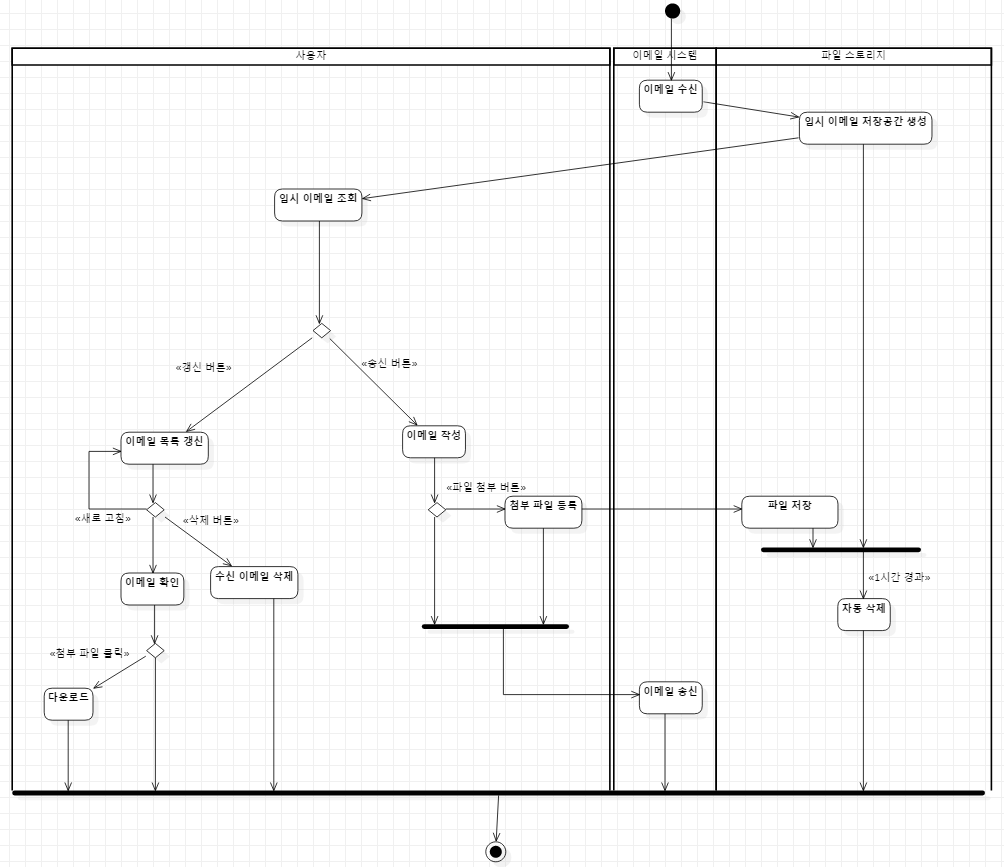 사용자
이메일 시스템
파일 스토리지
이메일 수신
임시 이메일 저장공간 생성
임시 이메일 조회
«갱신 버튼»
«송신 버튼»
이메일 목록 갱신
이메일 작성
«파일 첨부 버튼»
첨부 파일 등록
파일 저장
«새로 고침»
«삭제 버튼»
«1시간 경과»
이메일 확인
수신 이메일 삭제
자동 삭제
«첨부 파일 클릭»
다운로드
이메일 송신